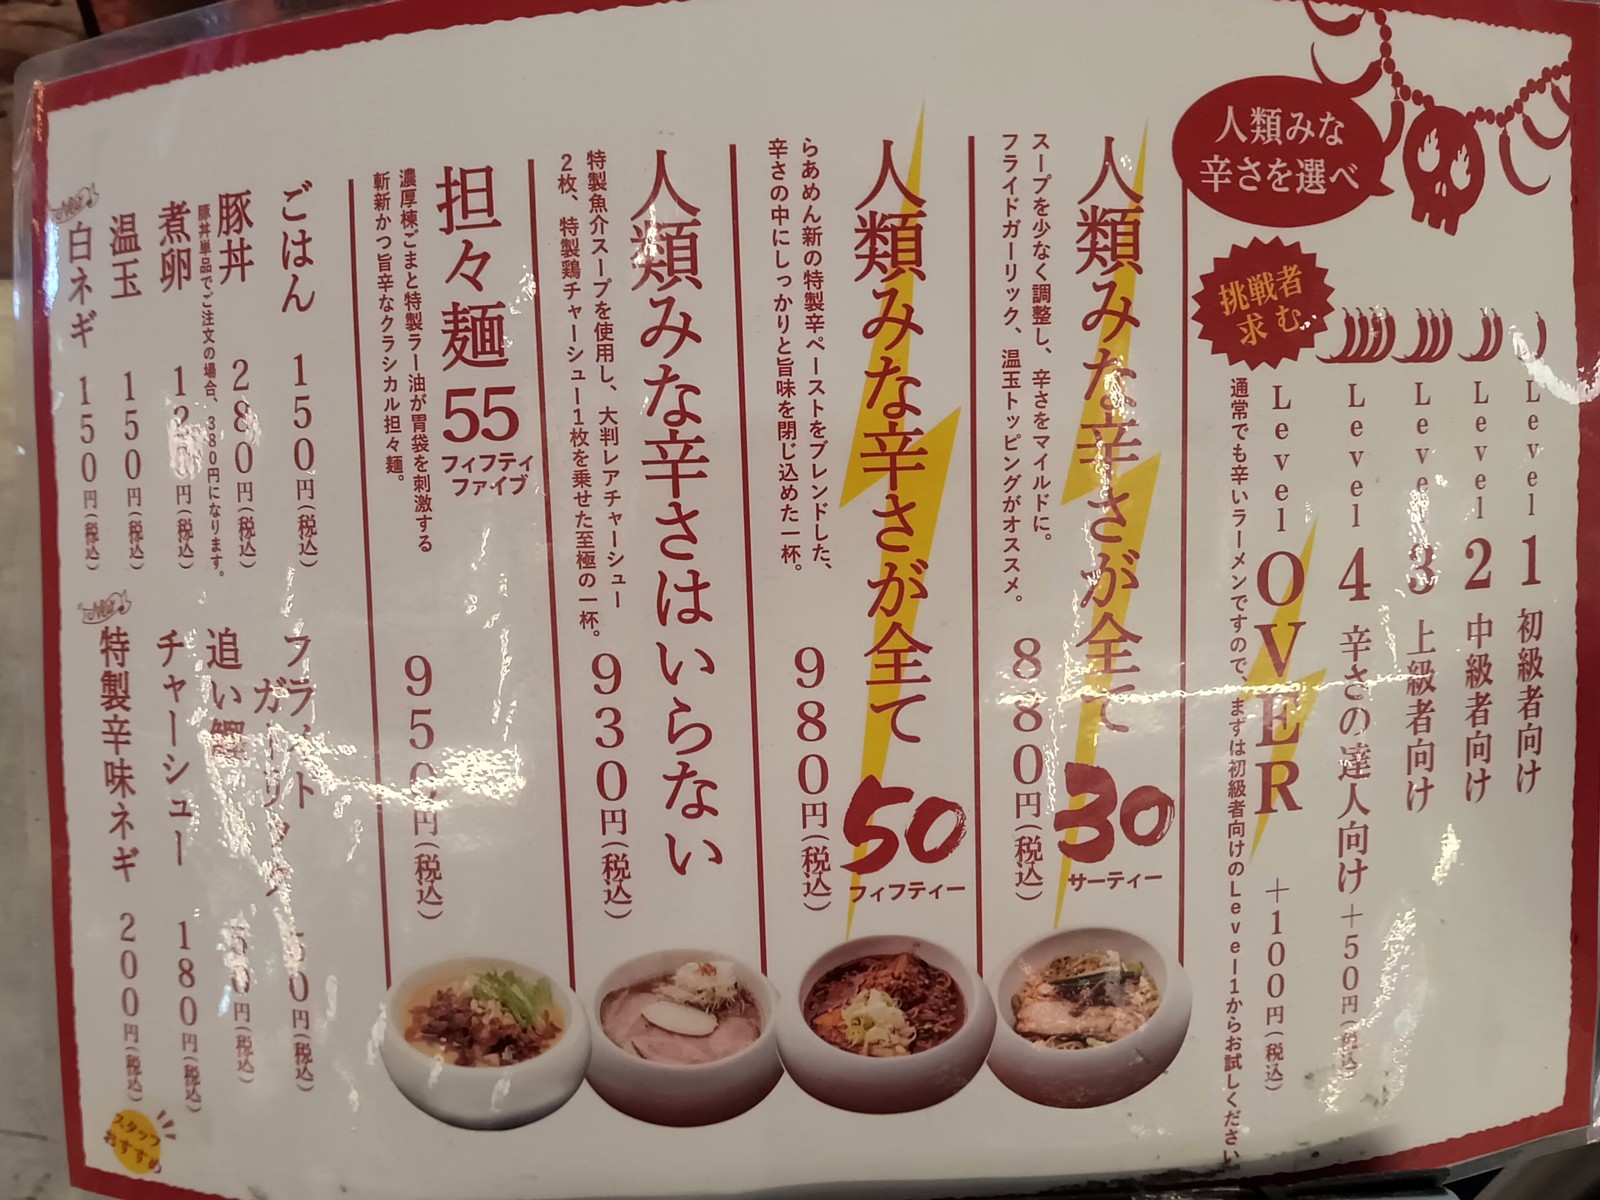 人類みな
辛さを選べ
Level 1 初級者向け
Level 2 中級者向け
Level 3 上級者向け
Level 4 辛さの達人向け +50円(税込)
挑戦者
求む
Level OVER +100円(税込)
通常でも辛いラーメンですので、まずは初級者向けのLevel1からお試しください。
人類みな辛さが全て 30
サーティー
スープを少なく調整し、辛さをマイルドに。
フライドガーリック、温玉トッピングがオススメ。
880円(税込)
人類みな辛さが全て 50
フィフティー
らあめん新の特製辛ペーストをブレンドした、
辛さの中にしっかりと旨味を閉じ込めた一杯。
980円(税込)
人類みな辛さはいらない
特製魚介スープを使用し、大判レアチャーシュー
2枚、特製鶏チャーシュー1枚を乗せた至極の一杯。
930円(税込)
担々麺 55
フィフティ
ファイブ
濃厚練ごまと特製ラー油が胃袋を刺激する
斬新かつ旨辛なクラシカル担々麺。
950円(税込)
ごはん 150円(税込)
豚丼 280円(税込)
豚丼単品でご注文の場合、380円になります。
煮卵 120円(税込)
温玉 150円(税込)
白ネギ 150円(税込)
フライド
ガーリック 50円(税込)
追い鰹 50円(税込)
チャーシュー 180円(税込)
特製辛味ネギ 200円(税込)
スタッフ
おすすめ